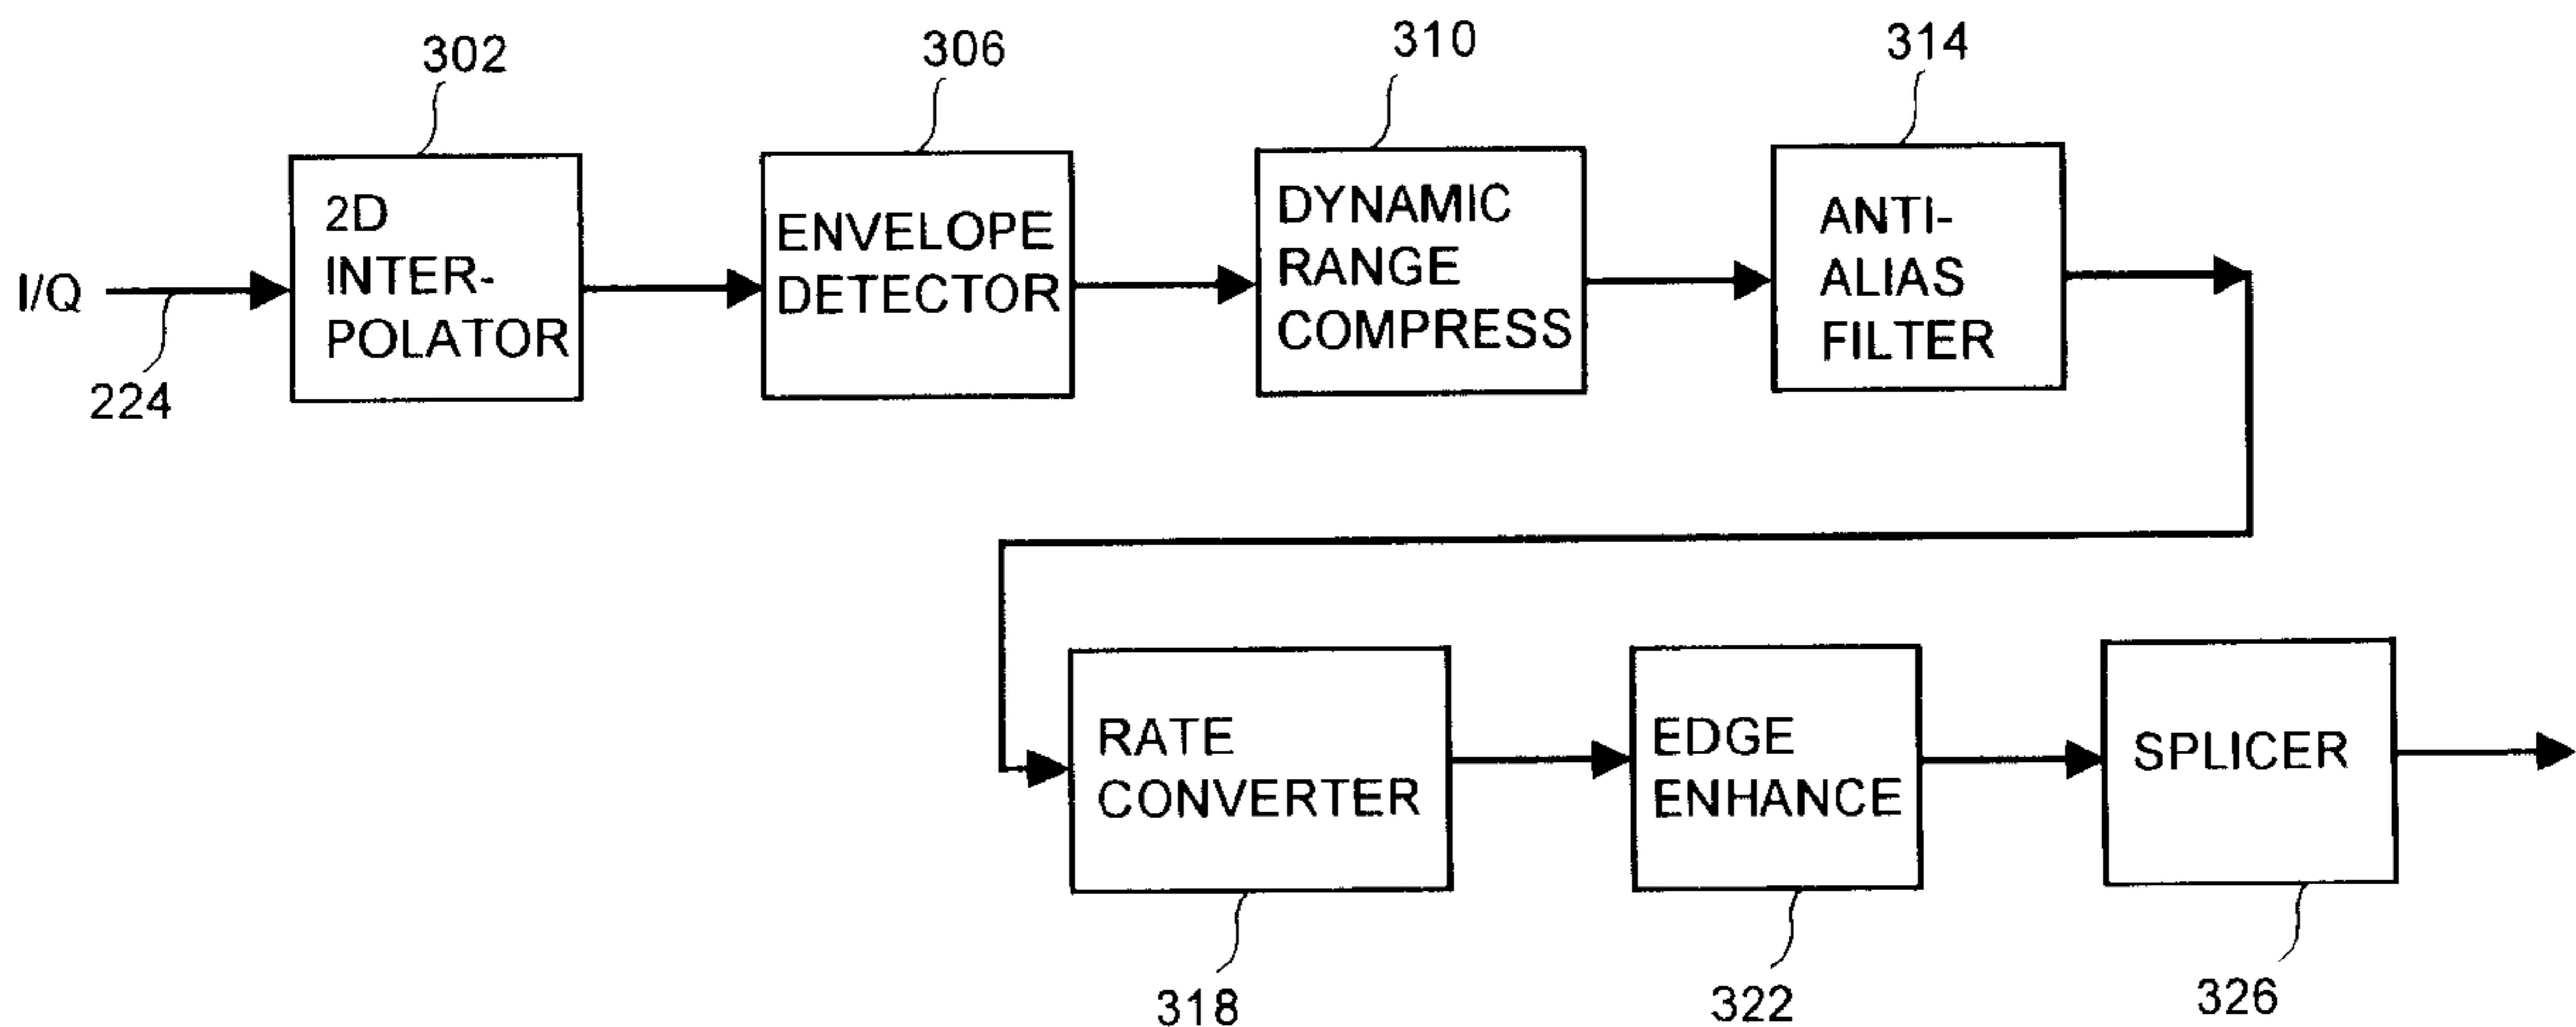 302
306
310
314
I/Q
224
2D
INTER-
POLATOR
ENVELOPE
DETECTOR
DYNAMIC
RANGE
COMPRESS
ANTI-
ALIAS
FILTER
RATE
CONVERTER
EDGE
ENHANCE
SPLICER
318
322
326